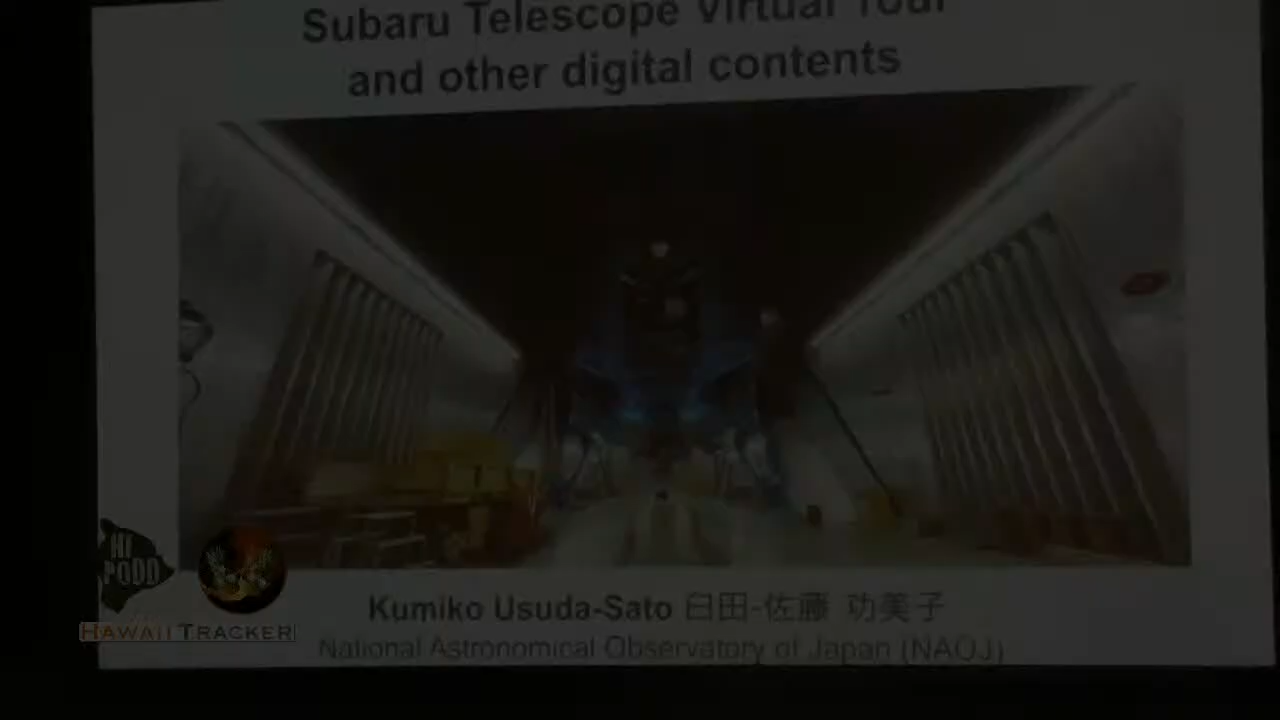 Subaru Telescope Virtual Tour
and other digital contents
HI
PODD
HAWAII TRACKER
Kumiko Usuda-Sato 臼田-佐藤 功美子
National Astronomical Observatory of Japan (NAOJ)